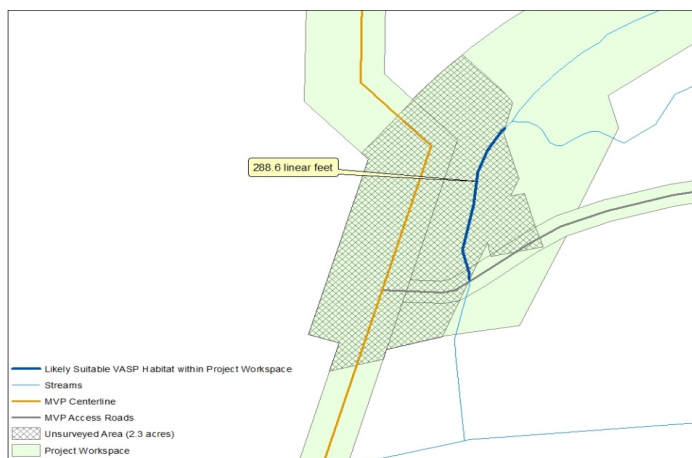 288.6 linear feet
Likely Suitable VASP Habitat within Project Workspace
Streams
MVP Centerline
MVP Access Roads
Unsurveyed Area (2.3 acres)
Project Workspace